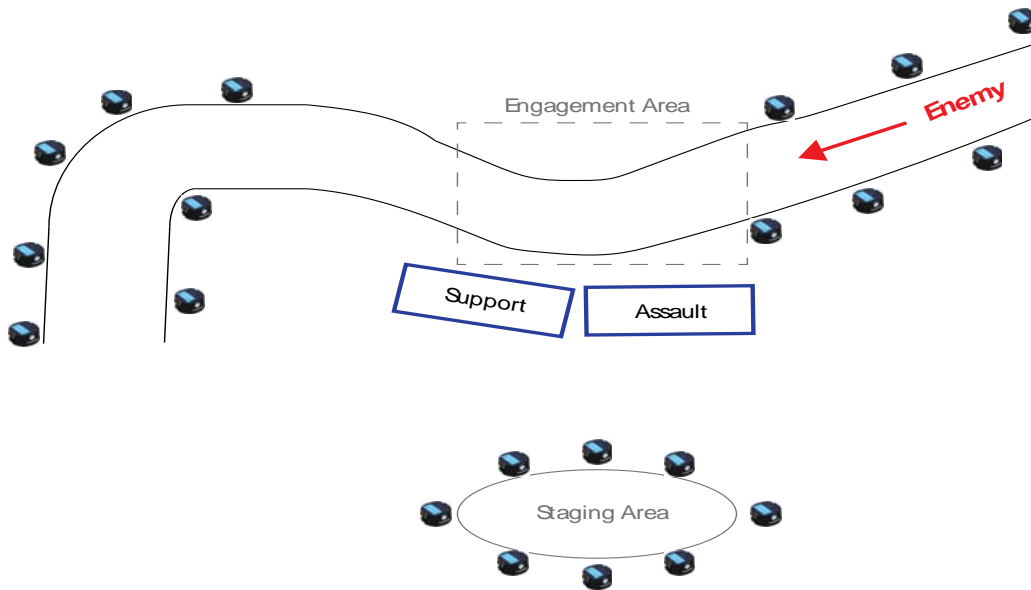 Engagement Area
Enemy
Support
Assault
Staging Area